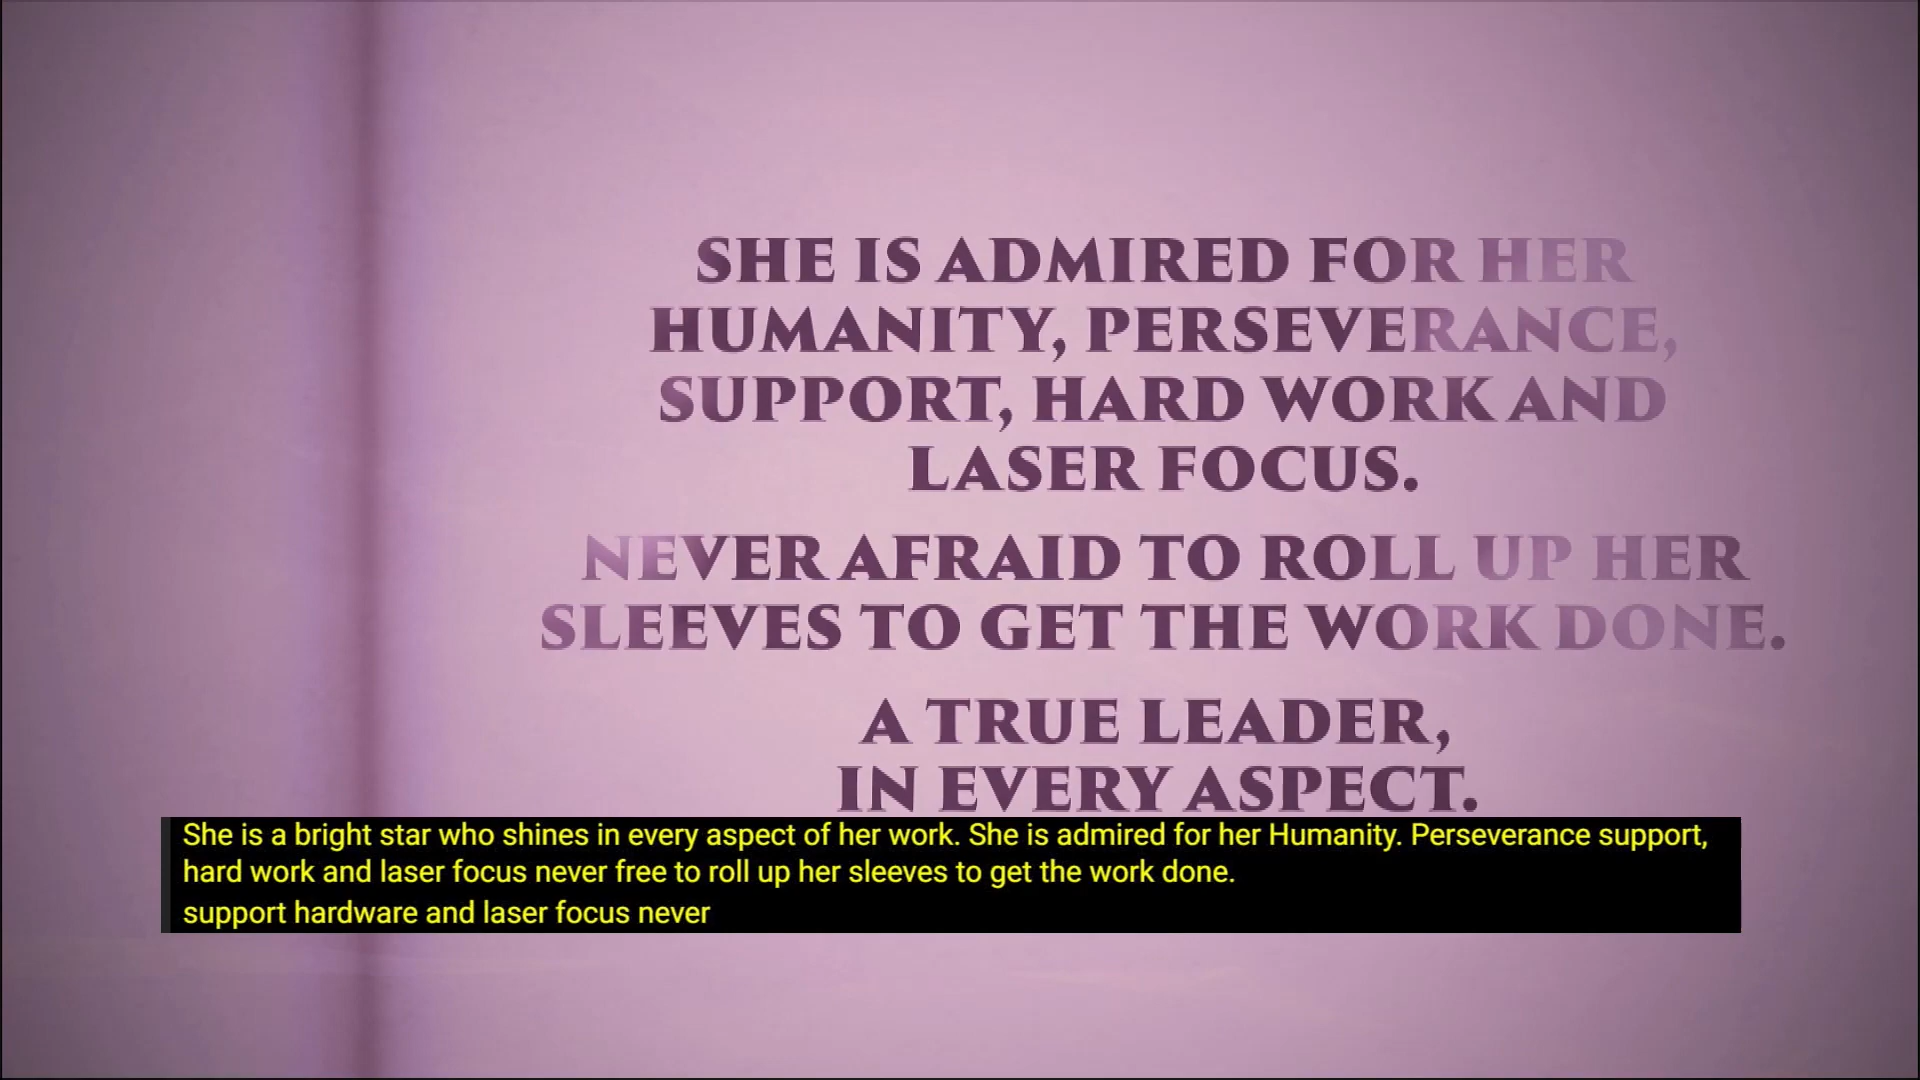 SHE IS ADMIRED FOR HER
HUMANITY, PERSEVERANCE,
SUPPORT, HARD WORK AND
LASER FOCUS.
NEVER AFRAID TO ROLL UP HER
SLEEVES TO GET THE WORK DONE.
A TRUE LEADER,
IN EVERY ASPECT.
She is a bright star who shines in every aspect of her work. She is admired for her Humanity. Perseverance support,
hard work and laser focus never free to roll up her sleeves to get the work done.
support hardware and laser focus never